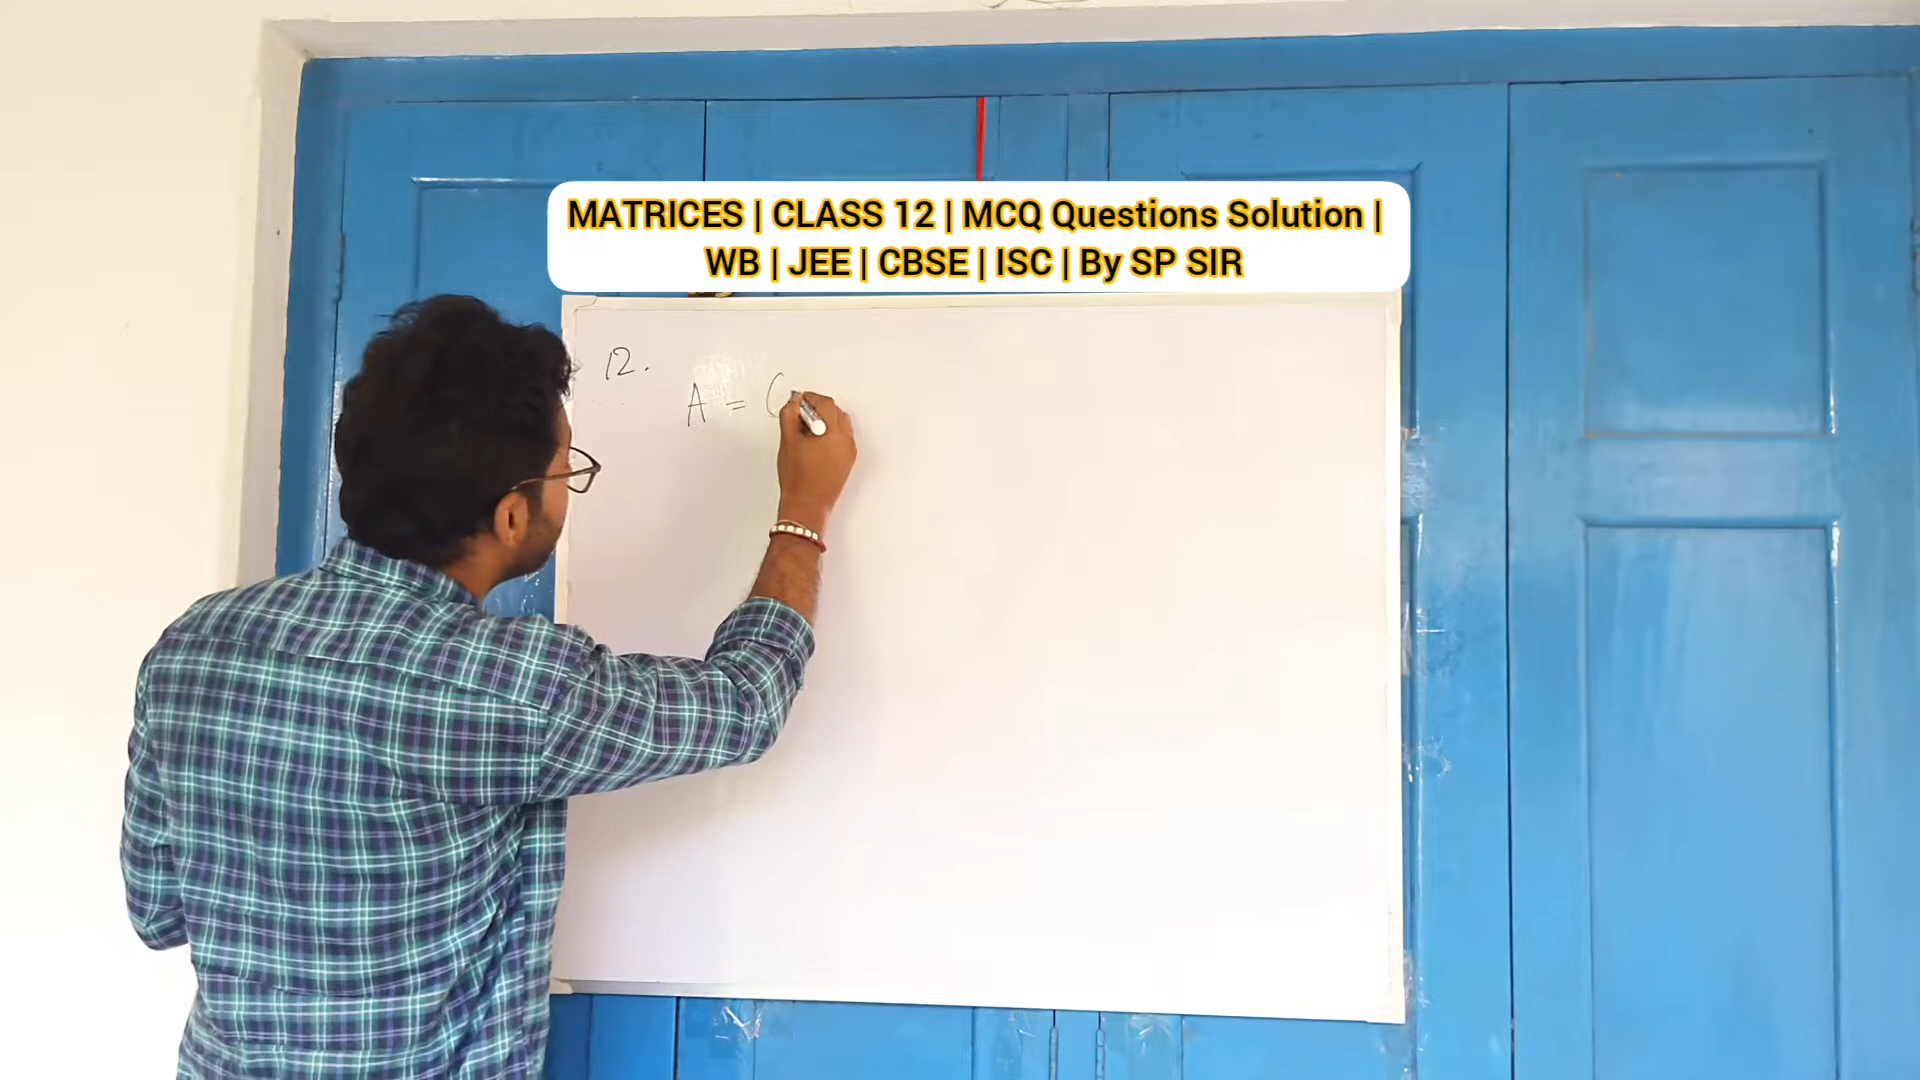 MATRICES | CLASS 12 | MCQ Questions Solution |
WB | JEE | CBSE | ISC | By SP SIR
12.
A = (